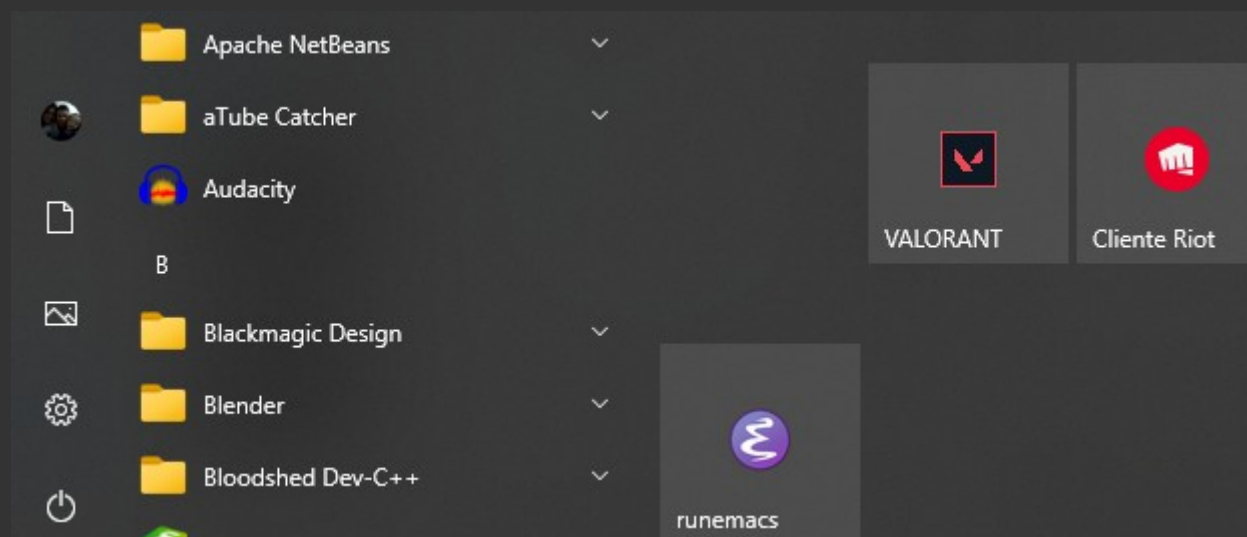 Apache NetBeans
aTube Catcher
Audacity
B
Blackmagic Design
Blender
Bloodshed Dev-C++
VALORANT
Cliente Riot
runemacs